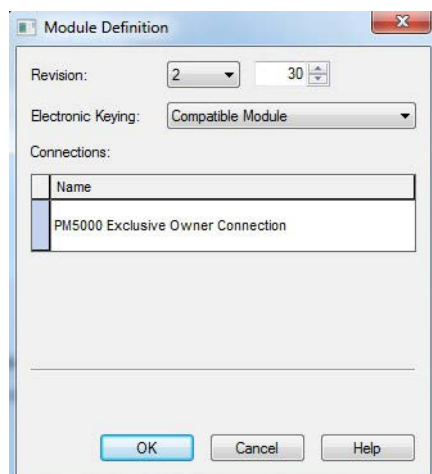 Module Definition
Revision: 2 30
Electronic Keying: Compatible Module
Connections:
Name
PM5000 Exclusive Owner Connection
OK Cancel Help